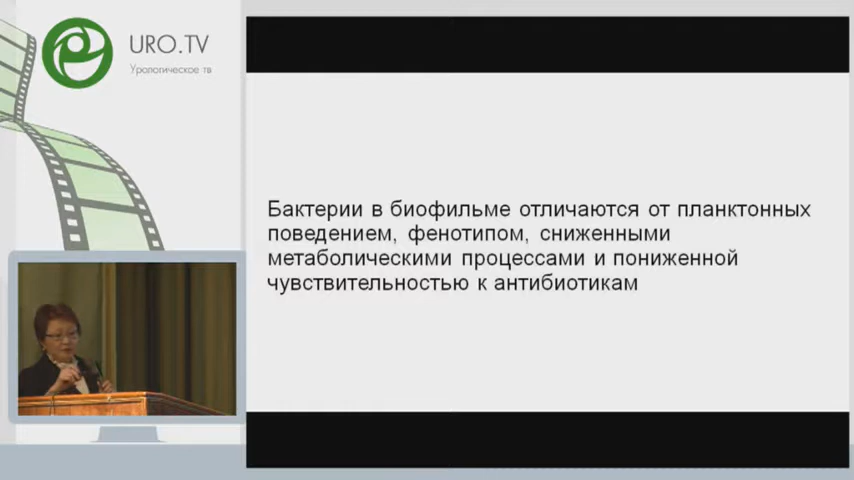 URO.TV
Урологическое тв
Бактерии в биофильме отличаются от планктонных
поведением, фенотипом, сниженными
метаболическими процессами и пониженной
чувствительностью к антибиотикам